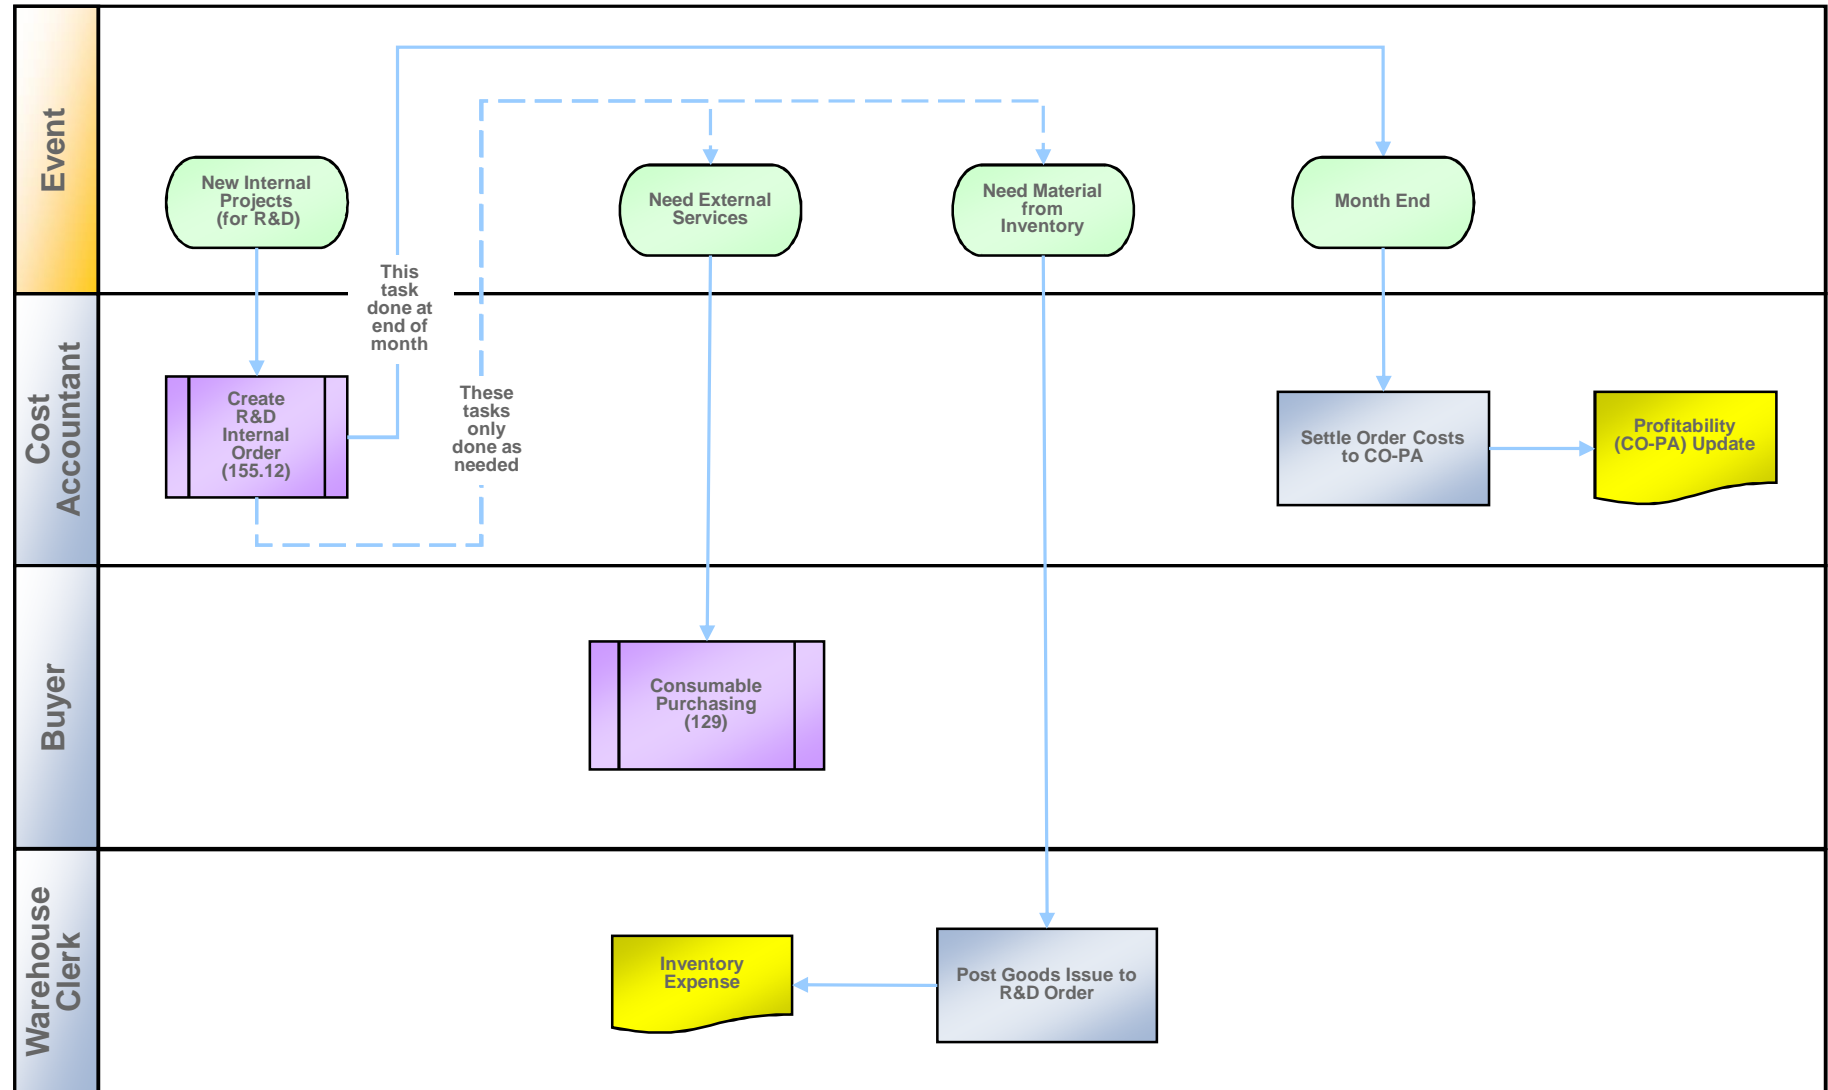 Event
New Internal
Projects
(for R&D)
Need External
Services
Need Material
from
Inventory
Month End
This
task
done at
end of
month
Cost
Accountant
Create
R&D
Internal
Order
(155.12)
These
tasks
only
done as
needed
Settle Order Costs
to CO-PA
Profitability
(CO-PA) Update
Buyer
Consumable
Purchasing
(129)
Warehouse
Clerk
Inventory
Expense
Post Goods Issue to
R&D Order